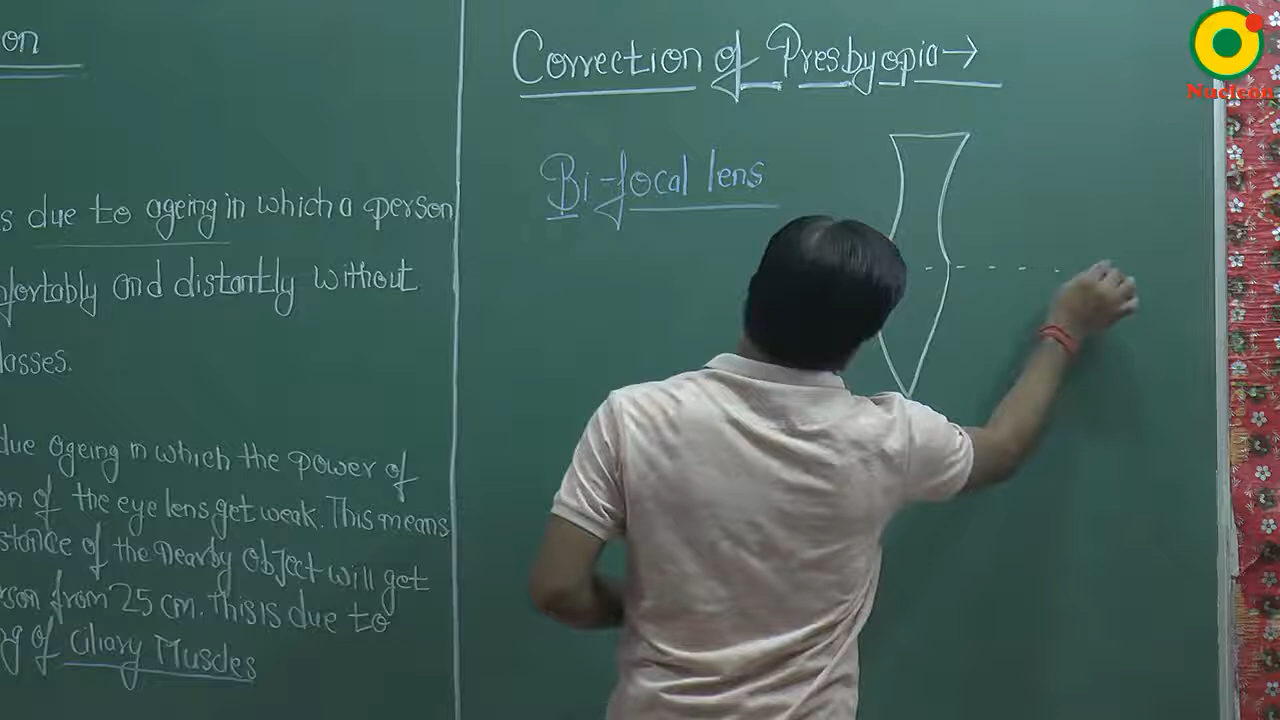 on
s due to ageing in which a person
nfortably and distantly without
lasses.
due ageing in which the power of
on of the eye lens get weak. This means
stance of the nearby object will get
rson from 25 cm. This is due to
g of Ciliary Muscles
Correction of Presbyopia→
Bi-focal lens
Nucleon